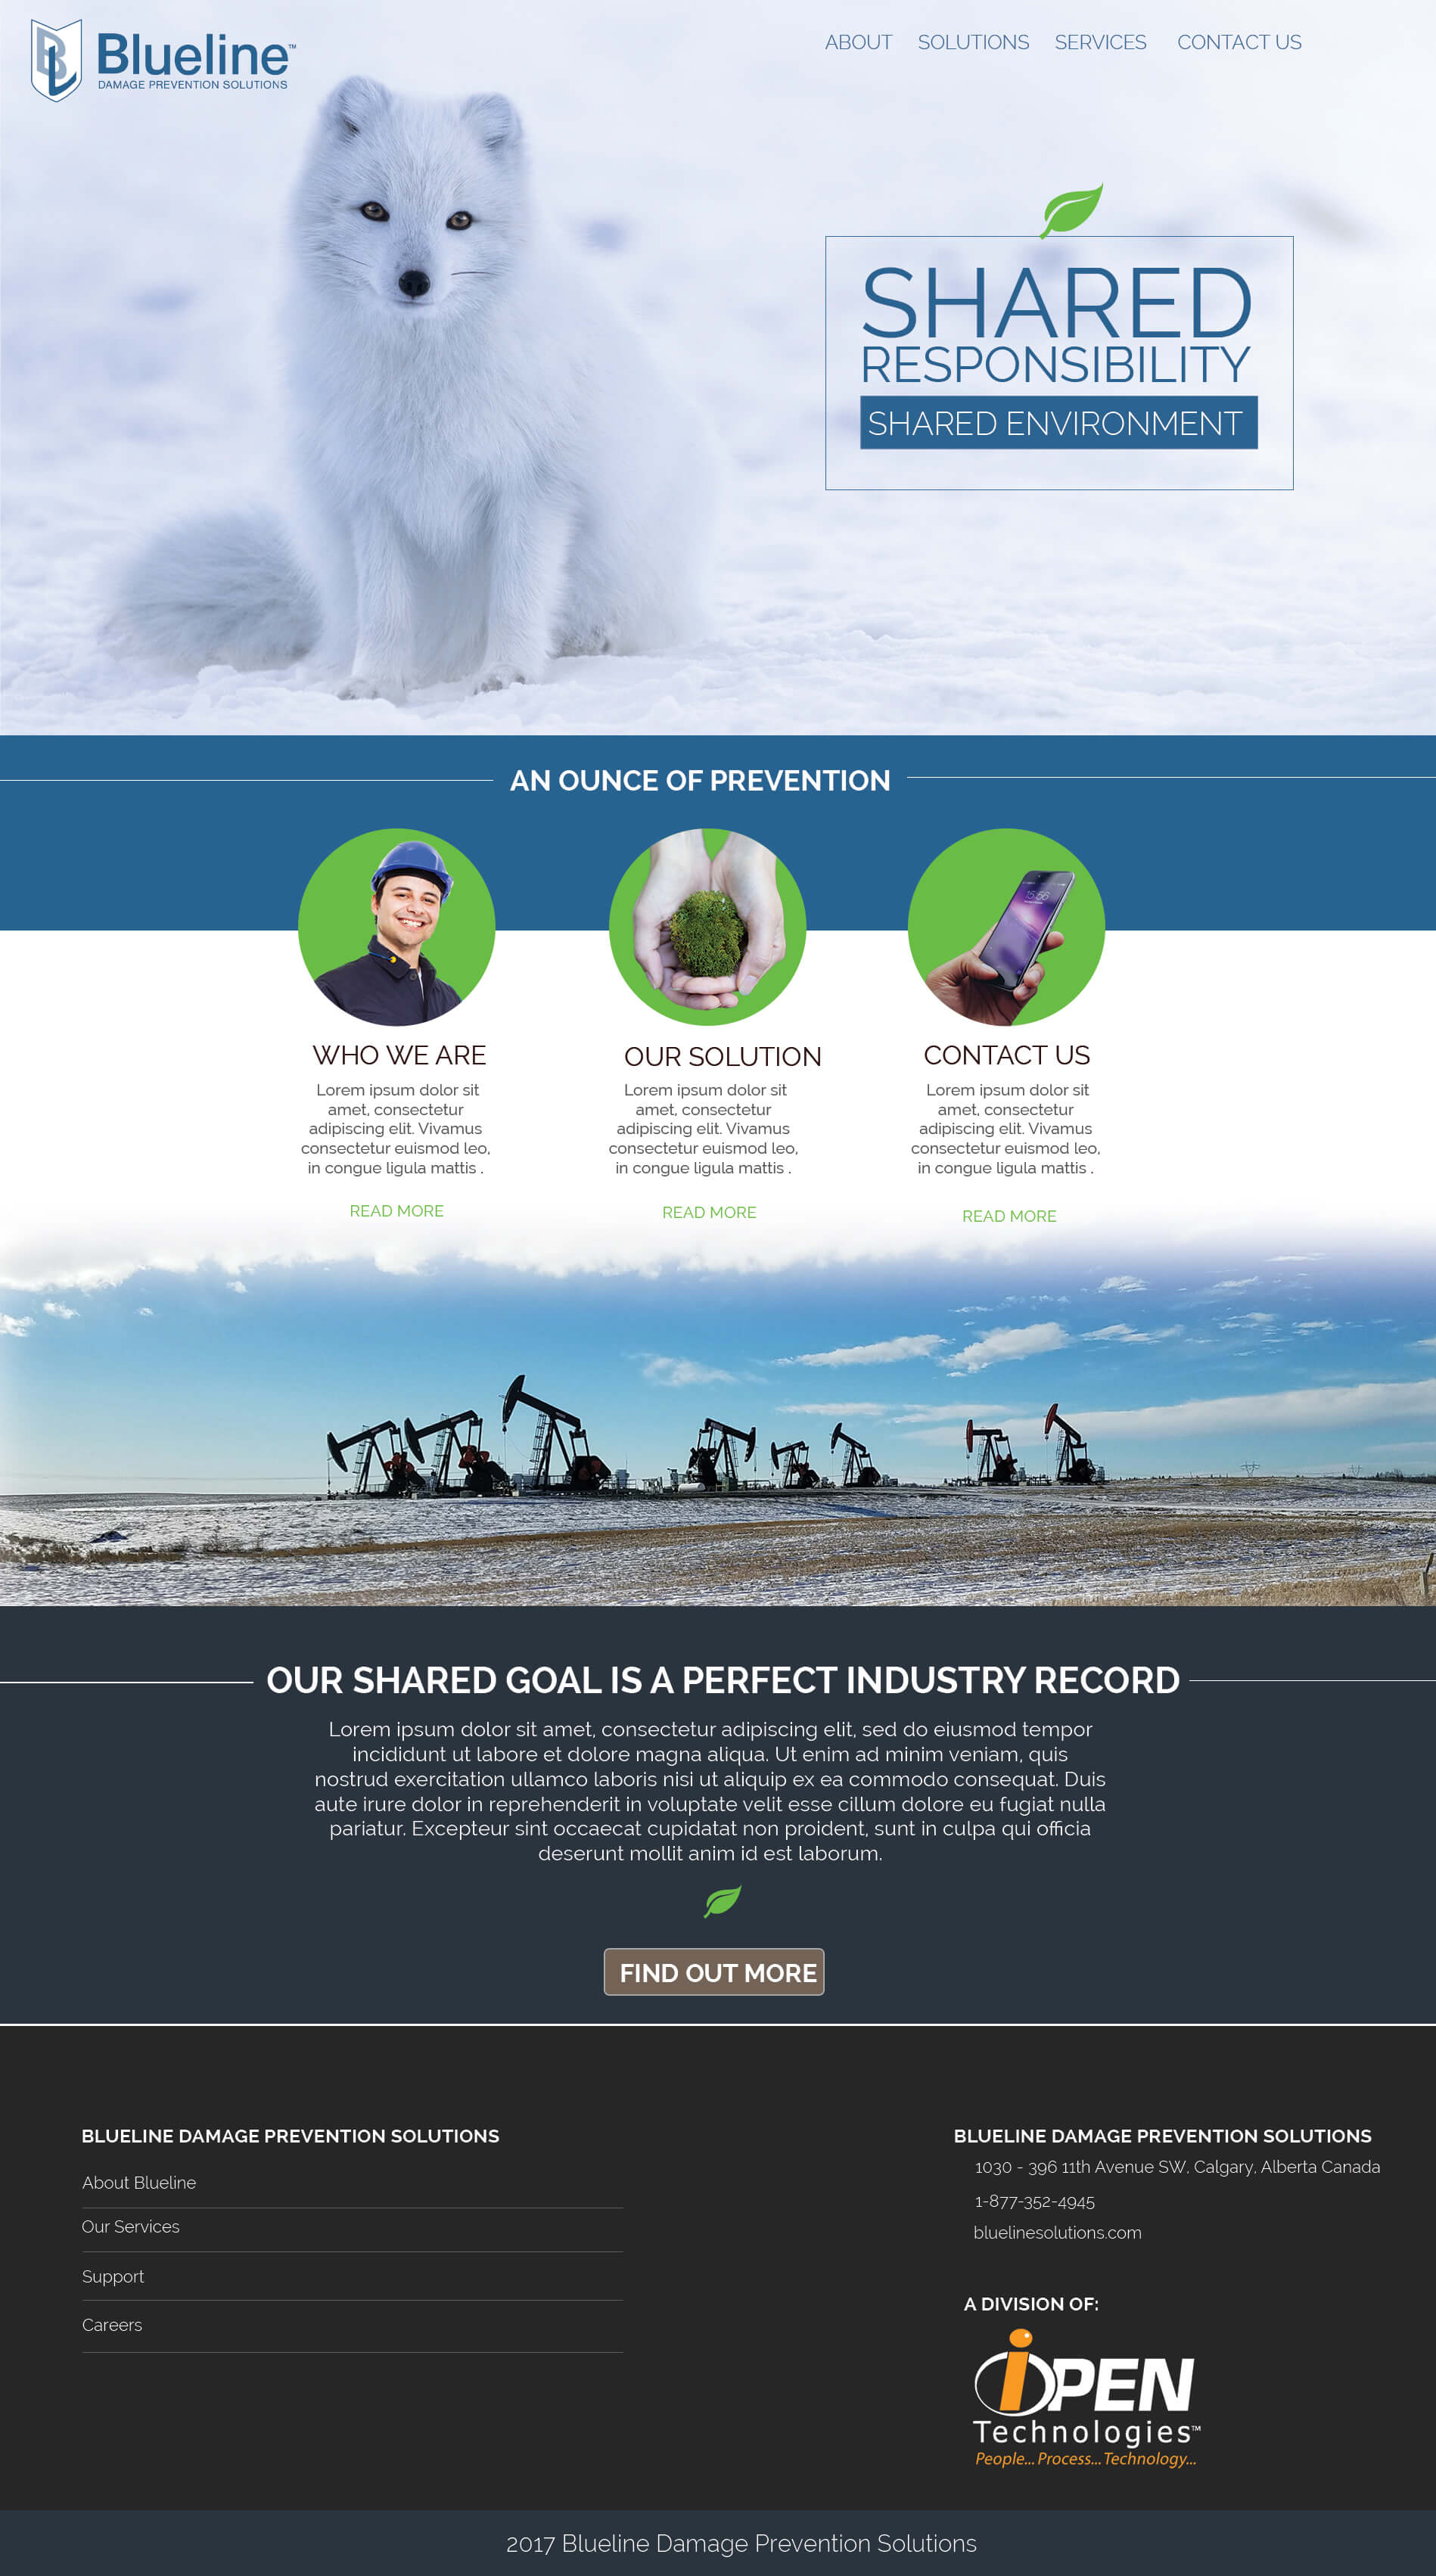 Blueline™
DAMAGE PREVENTION SOLUTIONS
ABOUT SOLUTIONS SERVICES CONTACT US
SHARED
RESPONSIBILITY
SHARED ENVIRONMENT
AN OUNCE OF PREVENTION
15:56
WHO WE ARE
Lorem ipsum dolor sit
amet, consectetur
adipiscing elit. Vivamus
consectetur euismod leo,
in congue ligula mattis .
READ MORE
OUR SOLUTION
Lorem ipsum dolor sit
amet, consectetur
adipiscing elit. Vivamus
consectetur euismod leo,
in congue ligula mattis .
READ MORE
CONTACT US
Lorem ipsum dolor sit
amet, consectetur
adipiscing elit. Vivamus
consectetur euismod leo,
in congue ligula mattis .
READ MORE
OUR SHARED GOAL IS A PERFECT INDUSTRY RECORD
Lorem ipsum dolor sit amet, consectetur adipiscing elit, sed do eiusmod tempor
incididunt ut labore et dolore magna aliqua. Ut enim ad minim veniam, quis
nostrud exercitation ullamco laboris nisi ut aliquip ex ea commodo consequat. Duis
aute irure dolor in reprehenderit in voluptate velit esse cillum dolore eu fugiat nulla
pariatur. Excepteur sint occaecat cupidatat non proident, sunt in culpa qui officia
deserunt mollit anim id est laborum.
FIND OUT MORE
BLUELINE DAMAGE PREVENTION SOLUTIONS
About Blueline
Our Services
Support
Careers
BLUELINE DAMAGE PREVENTION SOLUTIONS
1030 - 396 11th Avenue SW, Calgary, Alberta Canada
1-877-352-4945
bluelinesolutions.com
A DIVISION OF:
iOPEN
Technologies™
People... Process... Technology...
2017 Blueline Damage Prevention Solutions